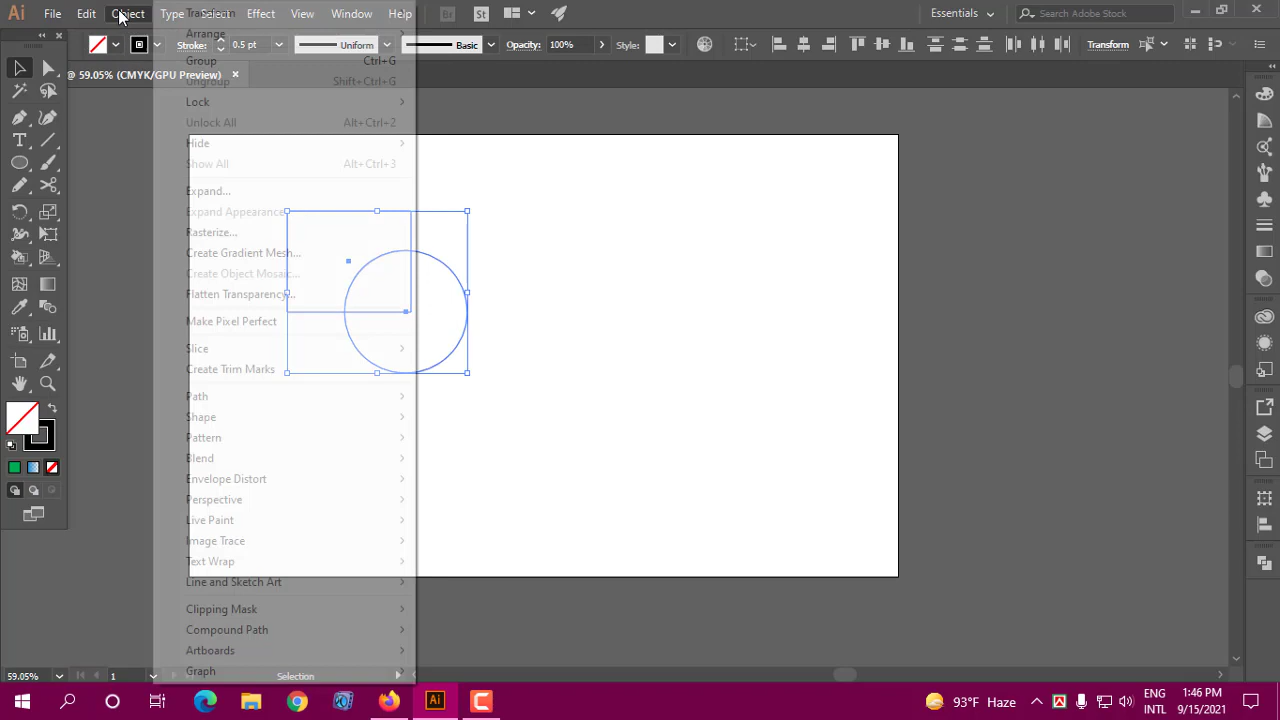 Ai File Edit Object Type Select Effect View Window Help Br St Essentials Search Adobe Stock
Stroke: 0.5 pt Uniform Basic Opacity: 100% Style: Transform
@ 59.05% (CMYK/GPU Preview) ×
Transform
Arrange
Group Ctrl+G
Ungroup Shift+Ctrl+G
Lock
Unlock All Alt+Ctrl+2
Hide
Show All Alt+Ctrl+3
Expand...
Expand Appearance
Rasterize...
Create Gradient Mesh...
Create Object Mosaic...
Flatten Transparency...
Make Pixel Perfect
Slice
Create Trim Marks
Path
Shape
Pattern
Blend
Envelope Distort
Perspective
Live Paint
Image Trace
Text Wrap
Line and Sketch Art
Clipping Mask
Compound Path
Artboards
Graph
59.05% 1 Selection
Ai 93°F Haze ENG
INTL 1:46 PM
9/15/2021